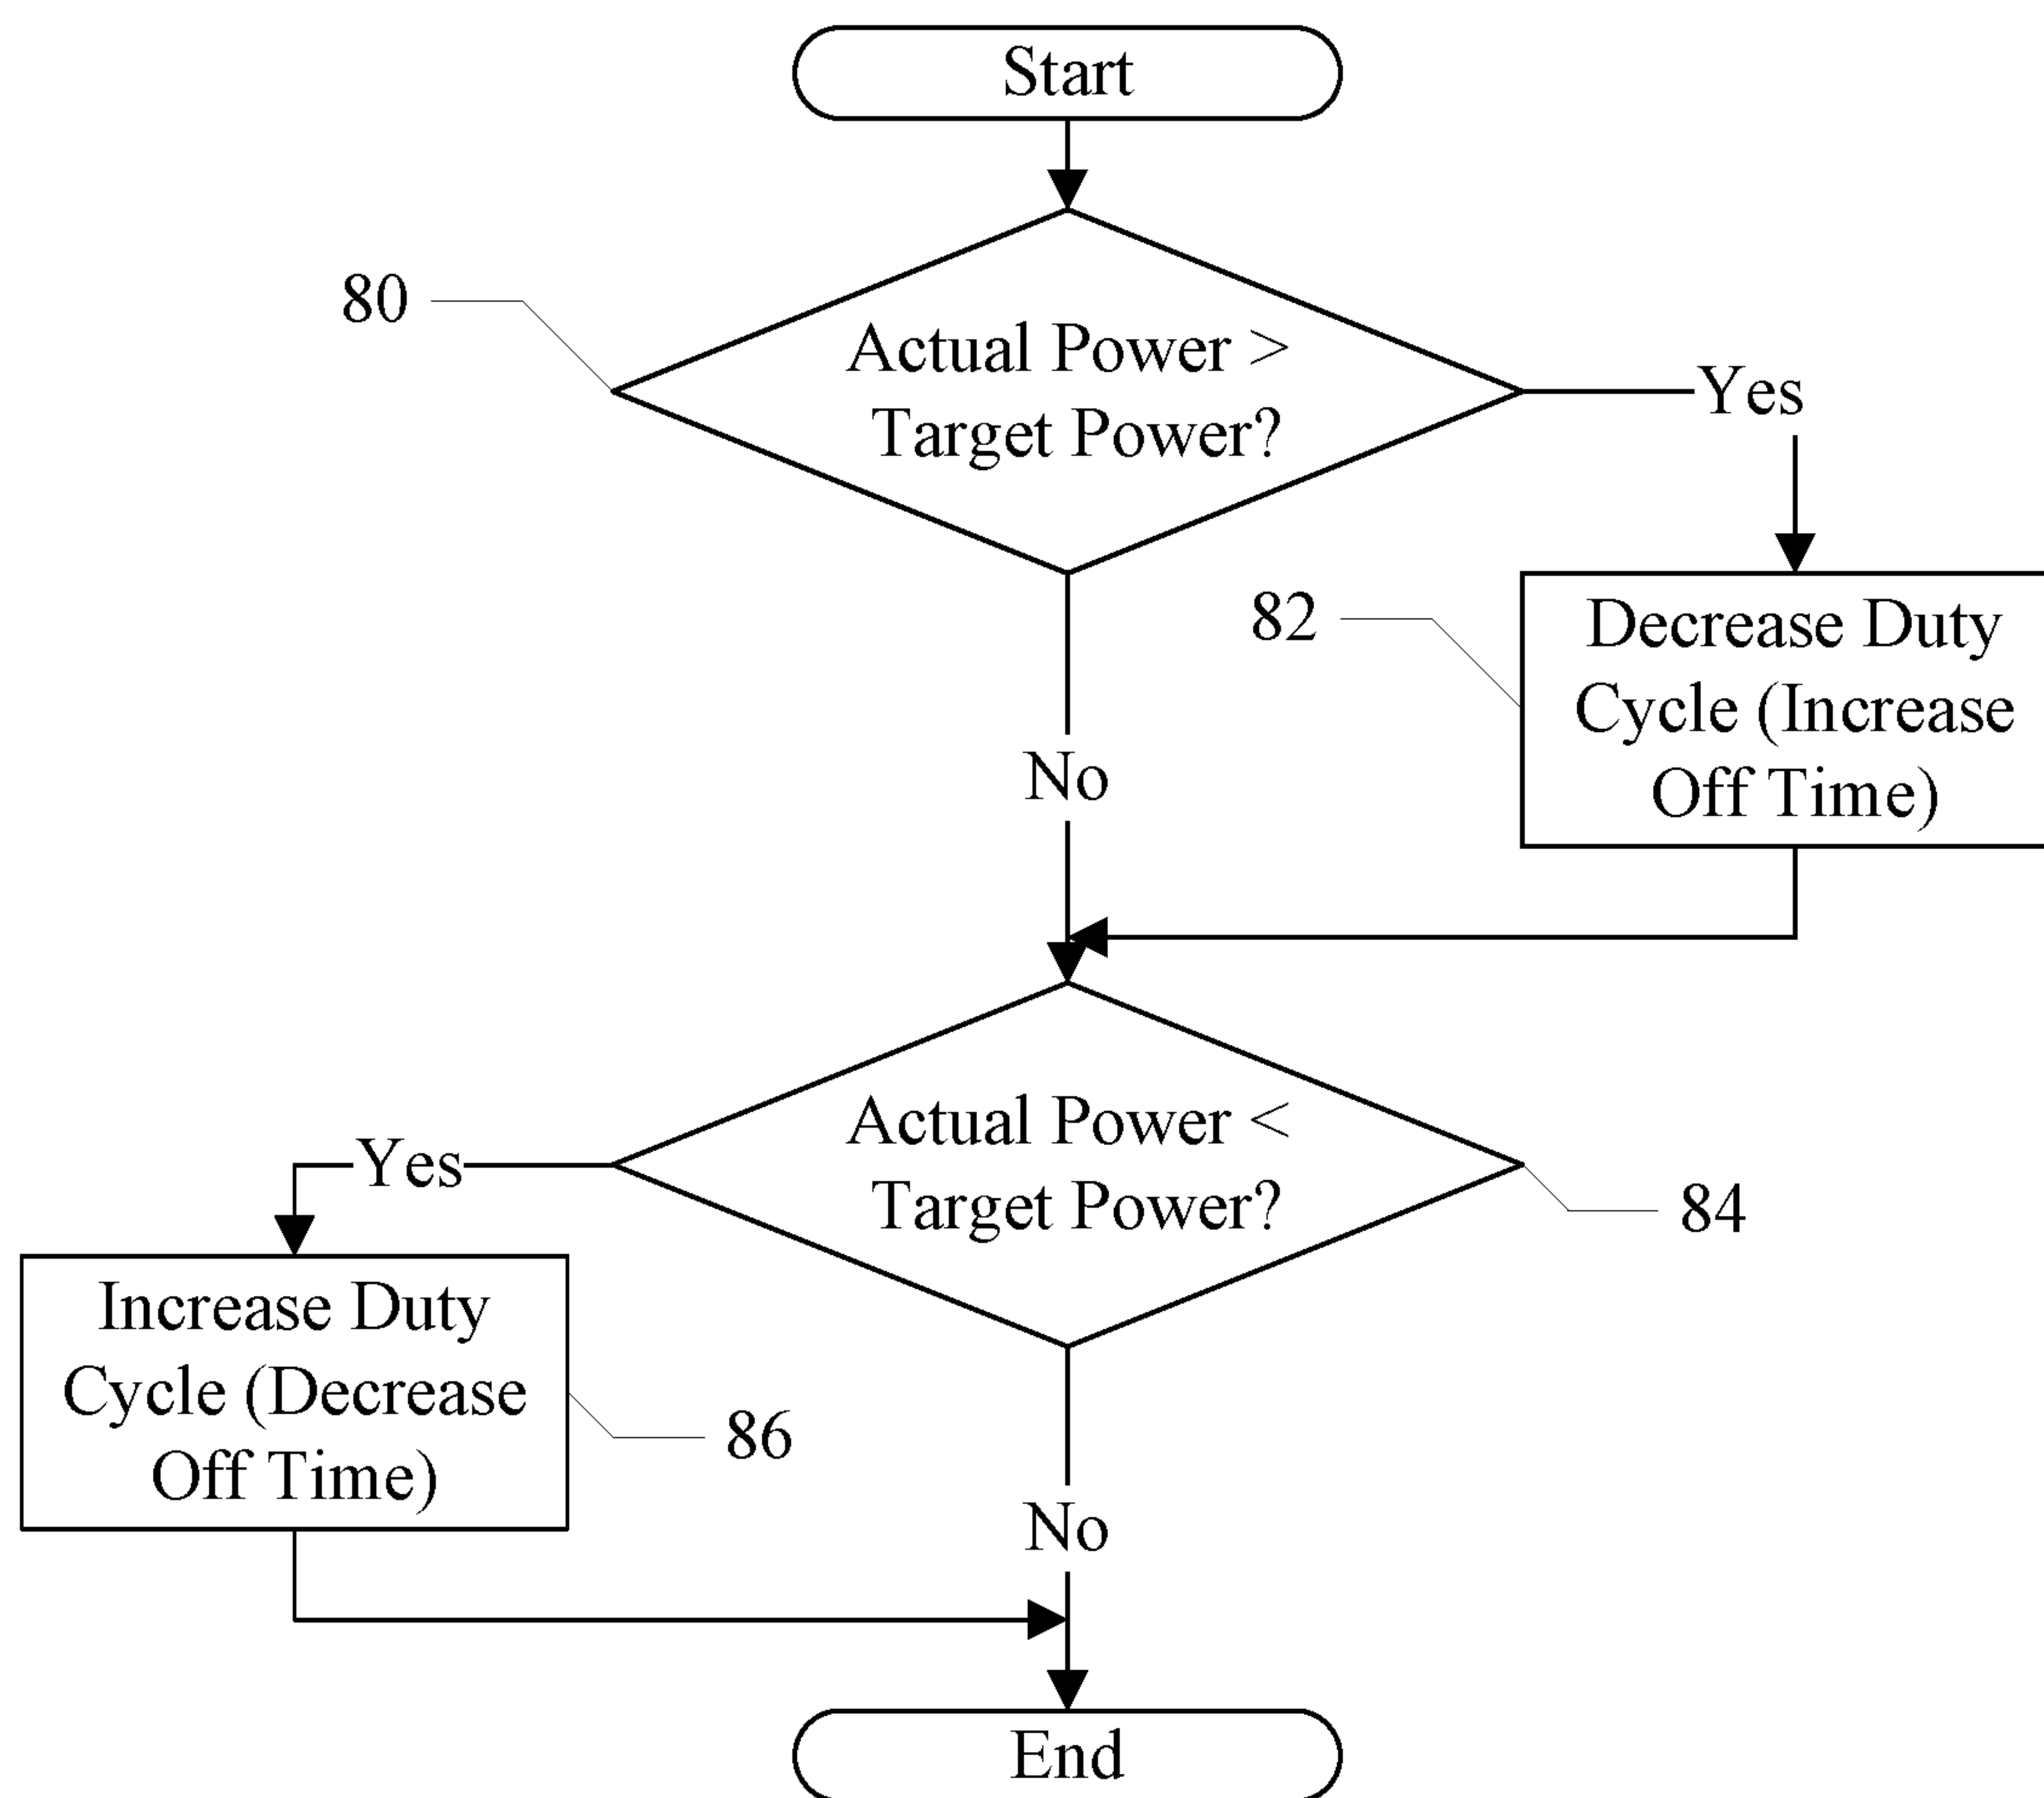 Start
80
Actual Power >
Target Power?
Yes
82
Decrease Duty
Cycle (Increase
Off Time)
No
Actual Power <
Target Power?
Yes
84
Increase Duty
Cycle (Decrease
Off Time)
86
No
End